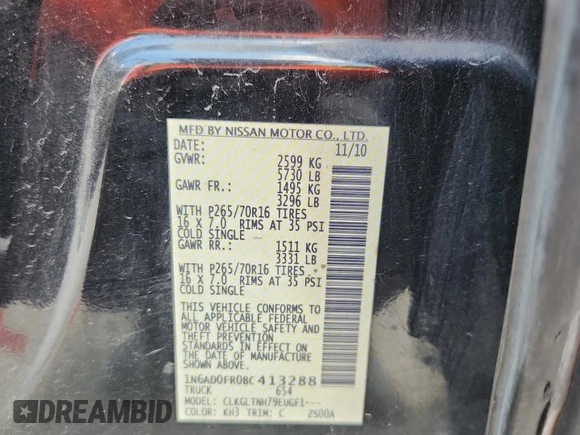 MFD BY NISSAN MOTOR CO., LTD.
DATE: 11/10
GVWR: 2599 KG
5730 LB
GAWR FR.: 1495 KG
3296 LB
WITH P265/70R16 TIRES
16 X 7.0 RIMS AT 35 PSI
COLD SINGLE
GAWR RR.: 1511 KG
3331 LB
WITH P265/70R16 TIRES
16 X 7.0 RIMS AT 35 PSI
COLD SINGLE
THIS VEHICLE CONFORMS TO
ALL APPLICABLE FEDERAL
MOTOR VEHICLE SAFETY AND
THEFT PREVENTION
STANDARDS IN EFFECT ON
THE DATE OF MANUFACTURE
SHOWN ABOVE.
1N6AD0FR0BC 413288
TRUCK 654
MODEL: CLKGLTNH79EUGF1---
COLOR: KH3 TRIM: C 2S00A
DREAMBID.COM